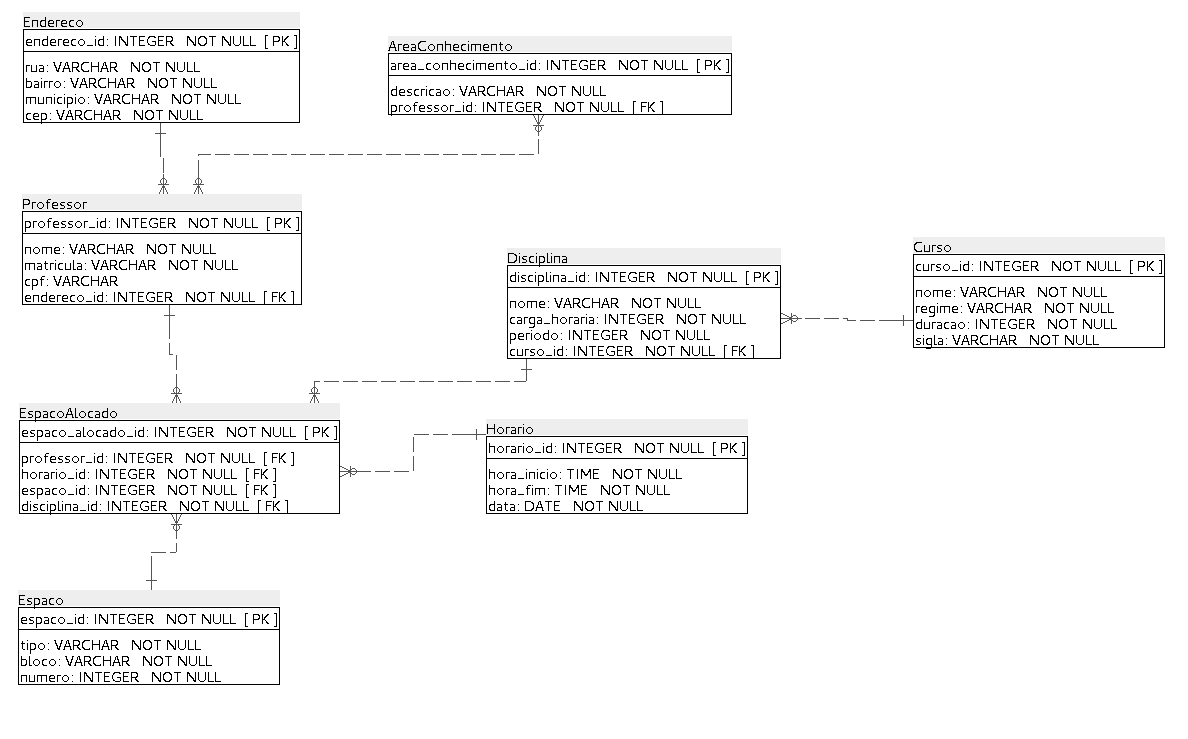 Endereco
endereco_id: INTEGER NOT NULL [ PK ]
rua: VARCHAR NOT NULL
bairro: VARCHAR NOT NULL
municipio: VARCHAR NOT NULL
cep: VARCHAR NOT NULL
AreaConhecimento
area_conhecimento_id: INTEGER NOT NULL [ PK ]
descricao: VARCHAR NOT NULL
professor_id: INTEGER NOT NULL [ FK ]
Professor
professor_id: INTEGER NOT NULL [ PK ]
nome: VARCHAR NOT NULL
matricula: VARCHAR NOT NULL
cpf: VARCHAR
endereco_id: INTEGER NOT NULL [ FK ]
Disciplina
disciplina_id: INTEGER NOT NULL [ PK ]
nome: VARCHAR NOT NULL
carga_horaria: INTEGER NOT NULL
periodo: INTEGER NOT NULL
curso_id: INTEGER NOT NULL [ FK ]
Curso
curso_id: INTEGER NOT NULL [ PK ]
nome: VARCHAR NOT NULL
regime: VARCHAR NOT NULL
duracao: INTEGER NOT NULL
sigla: VARCHAR NOT NULL
EspacoAlocado
espaco_alocado_id: INTEGER NOT NULL [ PK ]
professor_id: INTEGER NOT NULL [ FK ]
horario_id: INTEGER NOT NULL [ FK ]
espaco_id: INTEGER NOT NULL [ FK ]
disciplina_id: INTEGER NOT NULL [ FK ]
Horario
horario_id: INTEGER NOT NULL [ PK ]
hora_inicio: TIME NOT NULL
hora_fim: TIME NOT NULL
data: DATE NOT NULL
Espaco
espaco_id: INTEGER NOT NULL [ PK ]
tipo: VARCHAR NOT NULL
bloco: VARCHAR NOT NULL
numero: INTEGER NOT NULL